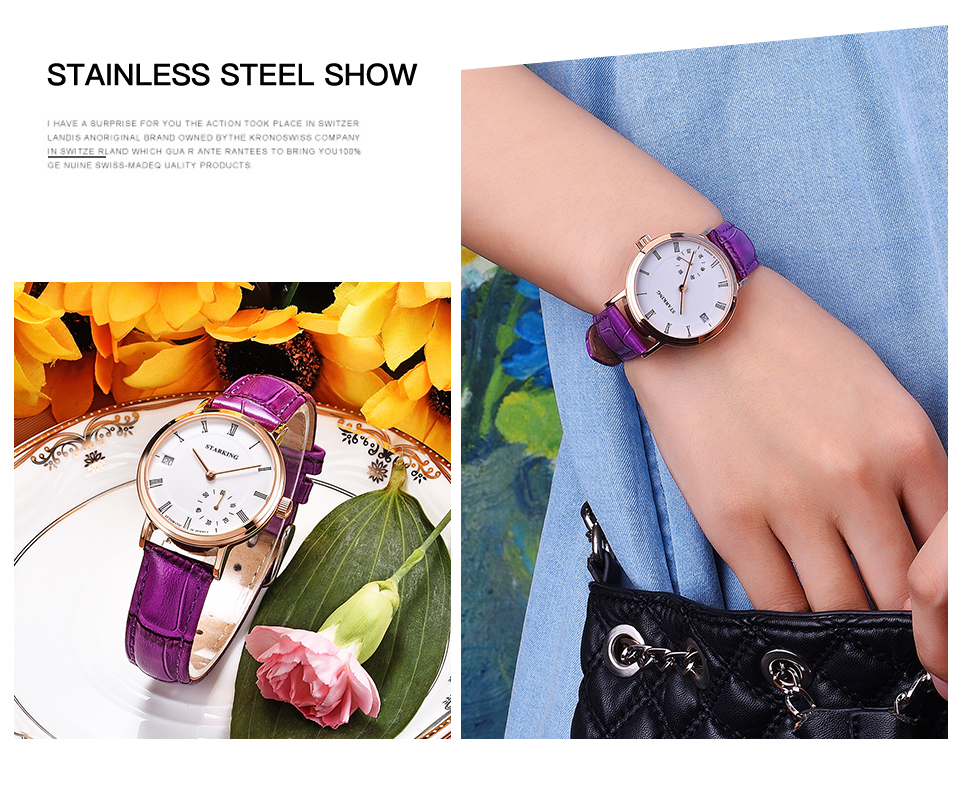 STAINLESS STEEL SHOW
I HAVE A SURPRISE FOR YOU THE ACTION TOOK PLACE IN SWITZER
LANDIS ANORIGINAL BRAND OWNED BYTHE KRONOSWISS COMPANY
IN SWITZE RLAND WHICH GUA R ANTE RANTEES TO BRING YOU100%
GE NUINE SWISS-MADEQ UALITY PRODUCTS.
STARKING
STARKING